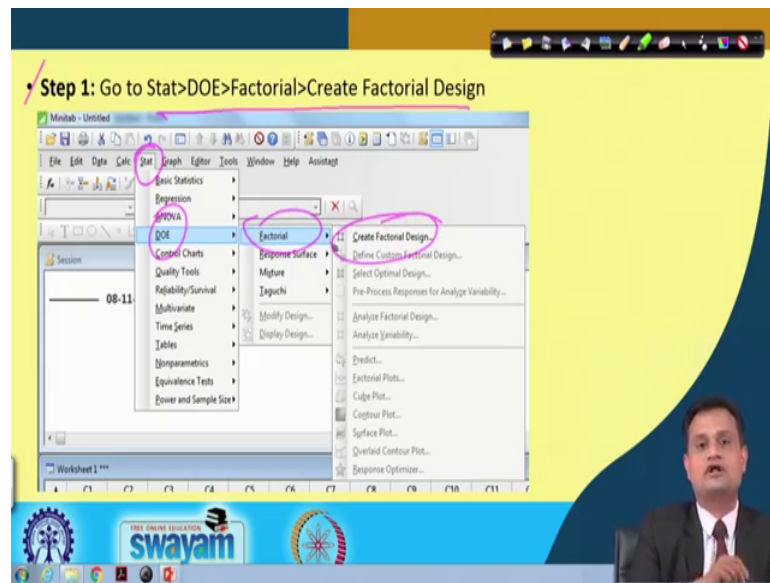 • Step 1: Go to Stat>DOE>Factorial>Create Factorial Design
Minitab - Untitled
File Edit Data Calc Stat Graph Editor Tools Window Help Assistant
Basic Statistics
Regression
ANOVA
DOE
Control Charts
Quality Tools
Reliability/Survival
Multivariate
Time Series
Tables
Nonparametrics
Equivalence Tests
Power and Sample Size
Factorial
Response Surface
Mixture
Taguchi
Modify Design...
Display Design...
Create Factorial Design...
Define Custom Factorial Design...
Select Optimal Design...
Pre-Process Responses for Analyze Variability...
Analyze Factorial Design...
Analyze Variability...
Predict...
Factorial Plots...
Cube Plot...
Contour Plot...
Surface Plot...
Overlaid Contour Plot...
Response Optimizer...
Session
08-11-
Worksheet 1 ***
C1 C2 C3 C4 C5 C6 C7 C8 C9 C10 C11
FREE ONLINE EDUCATION
swayam